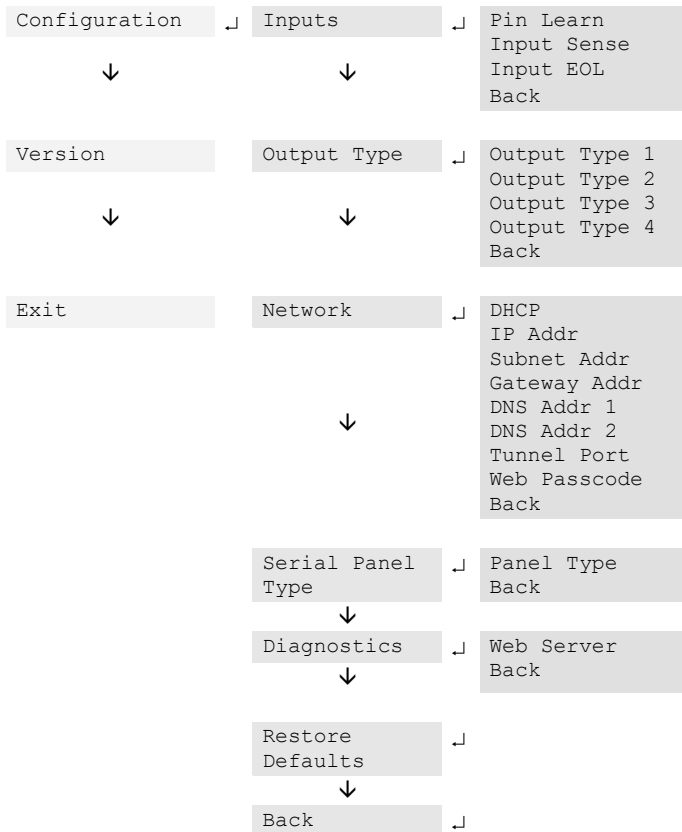 Configuration ↵ Inputs ↵ Pin Learn
Input Sense
Input EOL
Back
Version
Output Type ↵ Output Type 1
Output Type 2
Output Type 3
Output Type 4
Back
Exit
Network ↵ DHCP
IP Addr
Subnet Addr
Gateway Addr
DNS Addr 1
DNS Addr 2
Tunnel Port
Web Passcode
Back
Serial Panel
Type
↵ Panel Type
Back
Diagnostics ↵ Web Server
Back
Restore
Defaults
↵
Back ↵